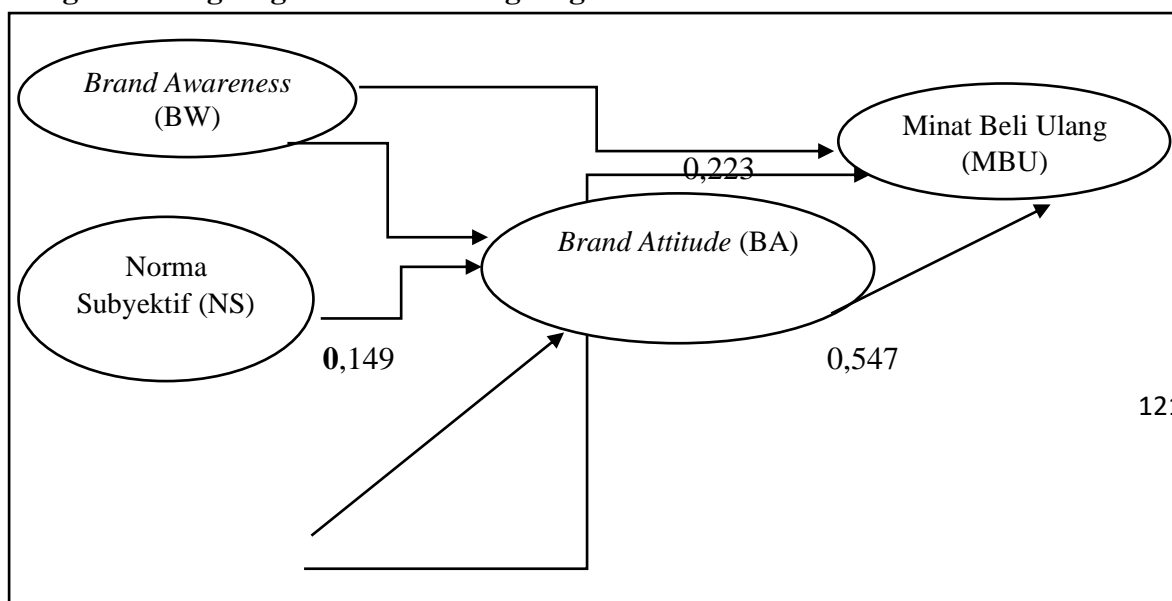 Brand Awareness
(BW)
Minat Beli Ulang
(MBU)
0,223
Brand Attitude (BA)
Norma
Subyektif (NS)
0,149
0,547
121